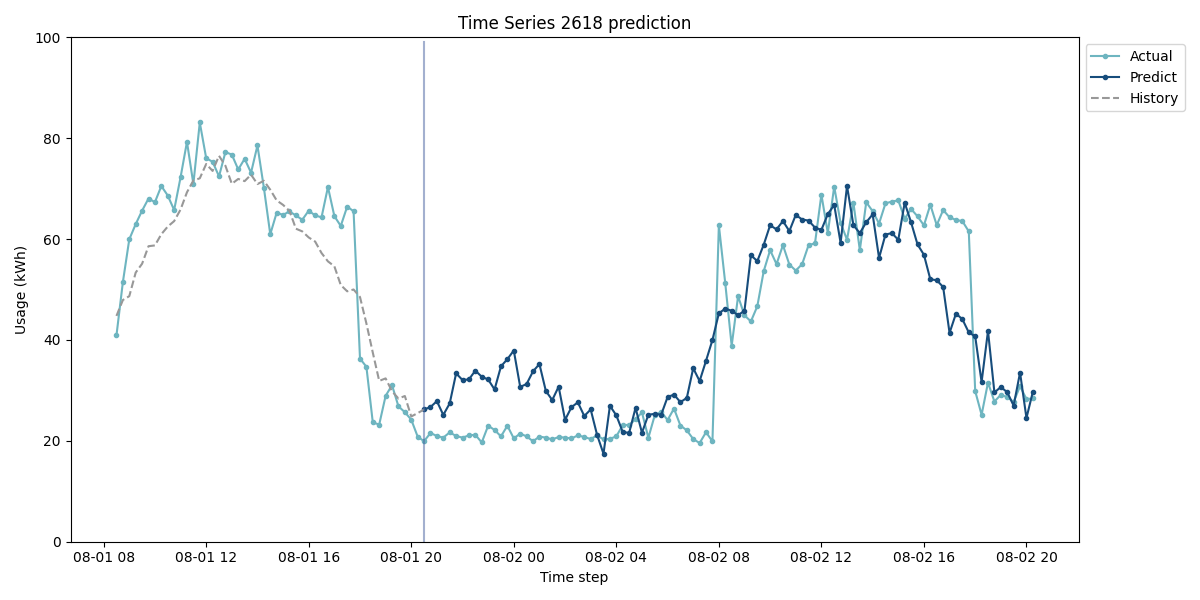 Time Series 2618 prediction
100
80
60
40
20
0
Usage (kWh)
08-01 08
08-01 12
08-01 16
08-01 20
08-02 00
08-02 04
08-02 08
08-02 12
08-02 16
08-02 20
Time step
Actual
Predict
History